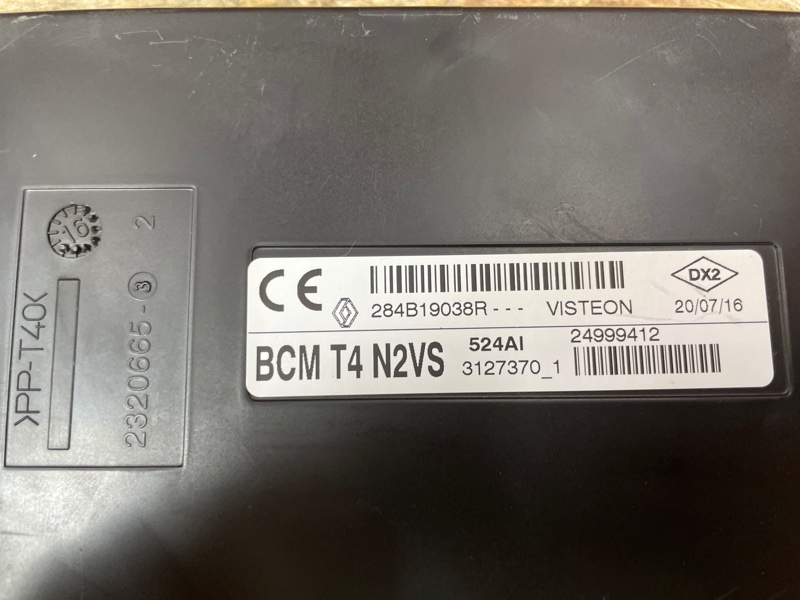 16
>PP-T40<
2320665-3 2
CE
284B19038R - - - VISTEON
DX2
20/07/16
BCM T4 N2VS
524AI
3127370_1
24999412